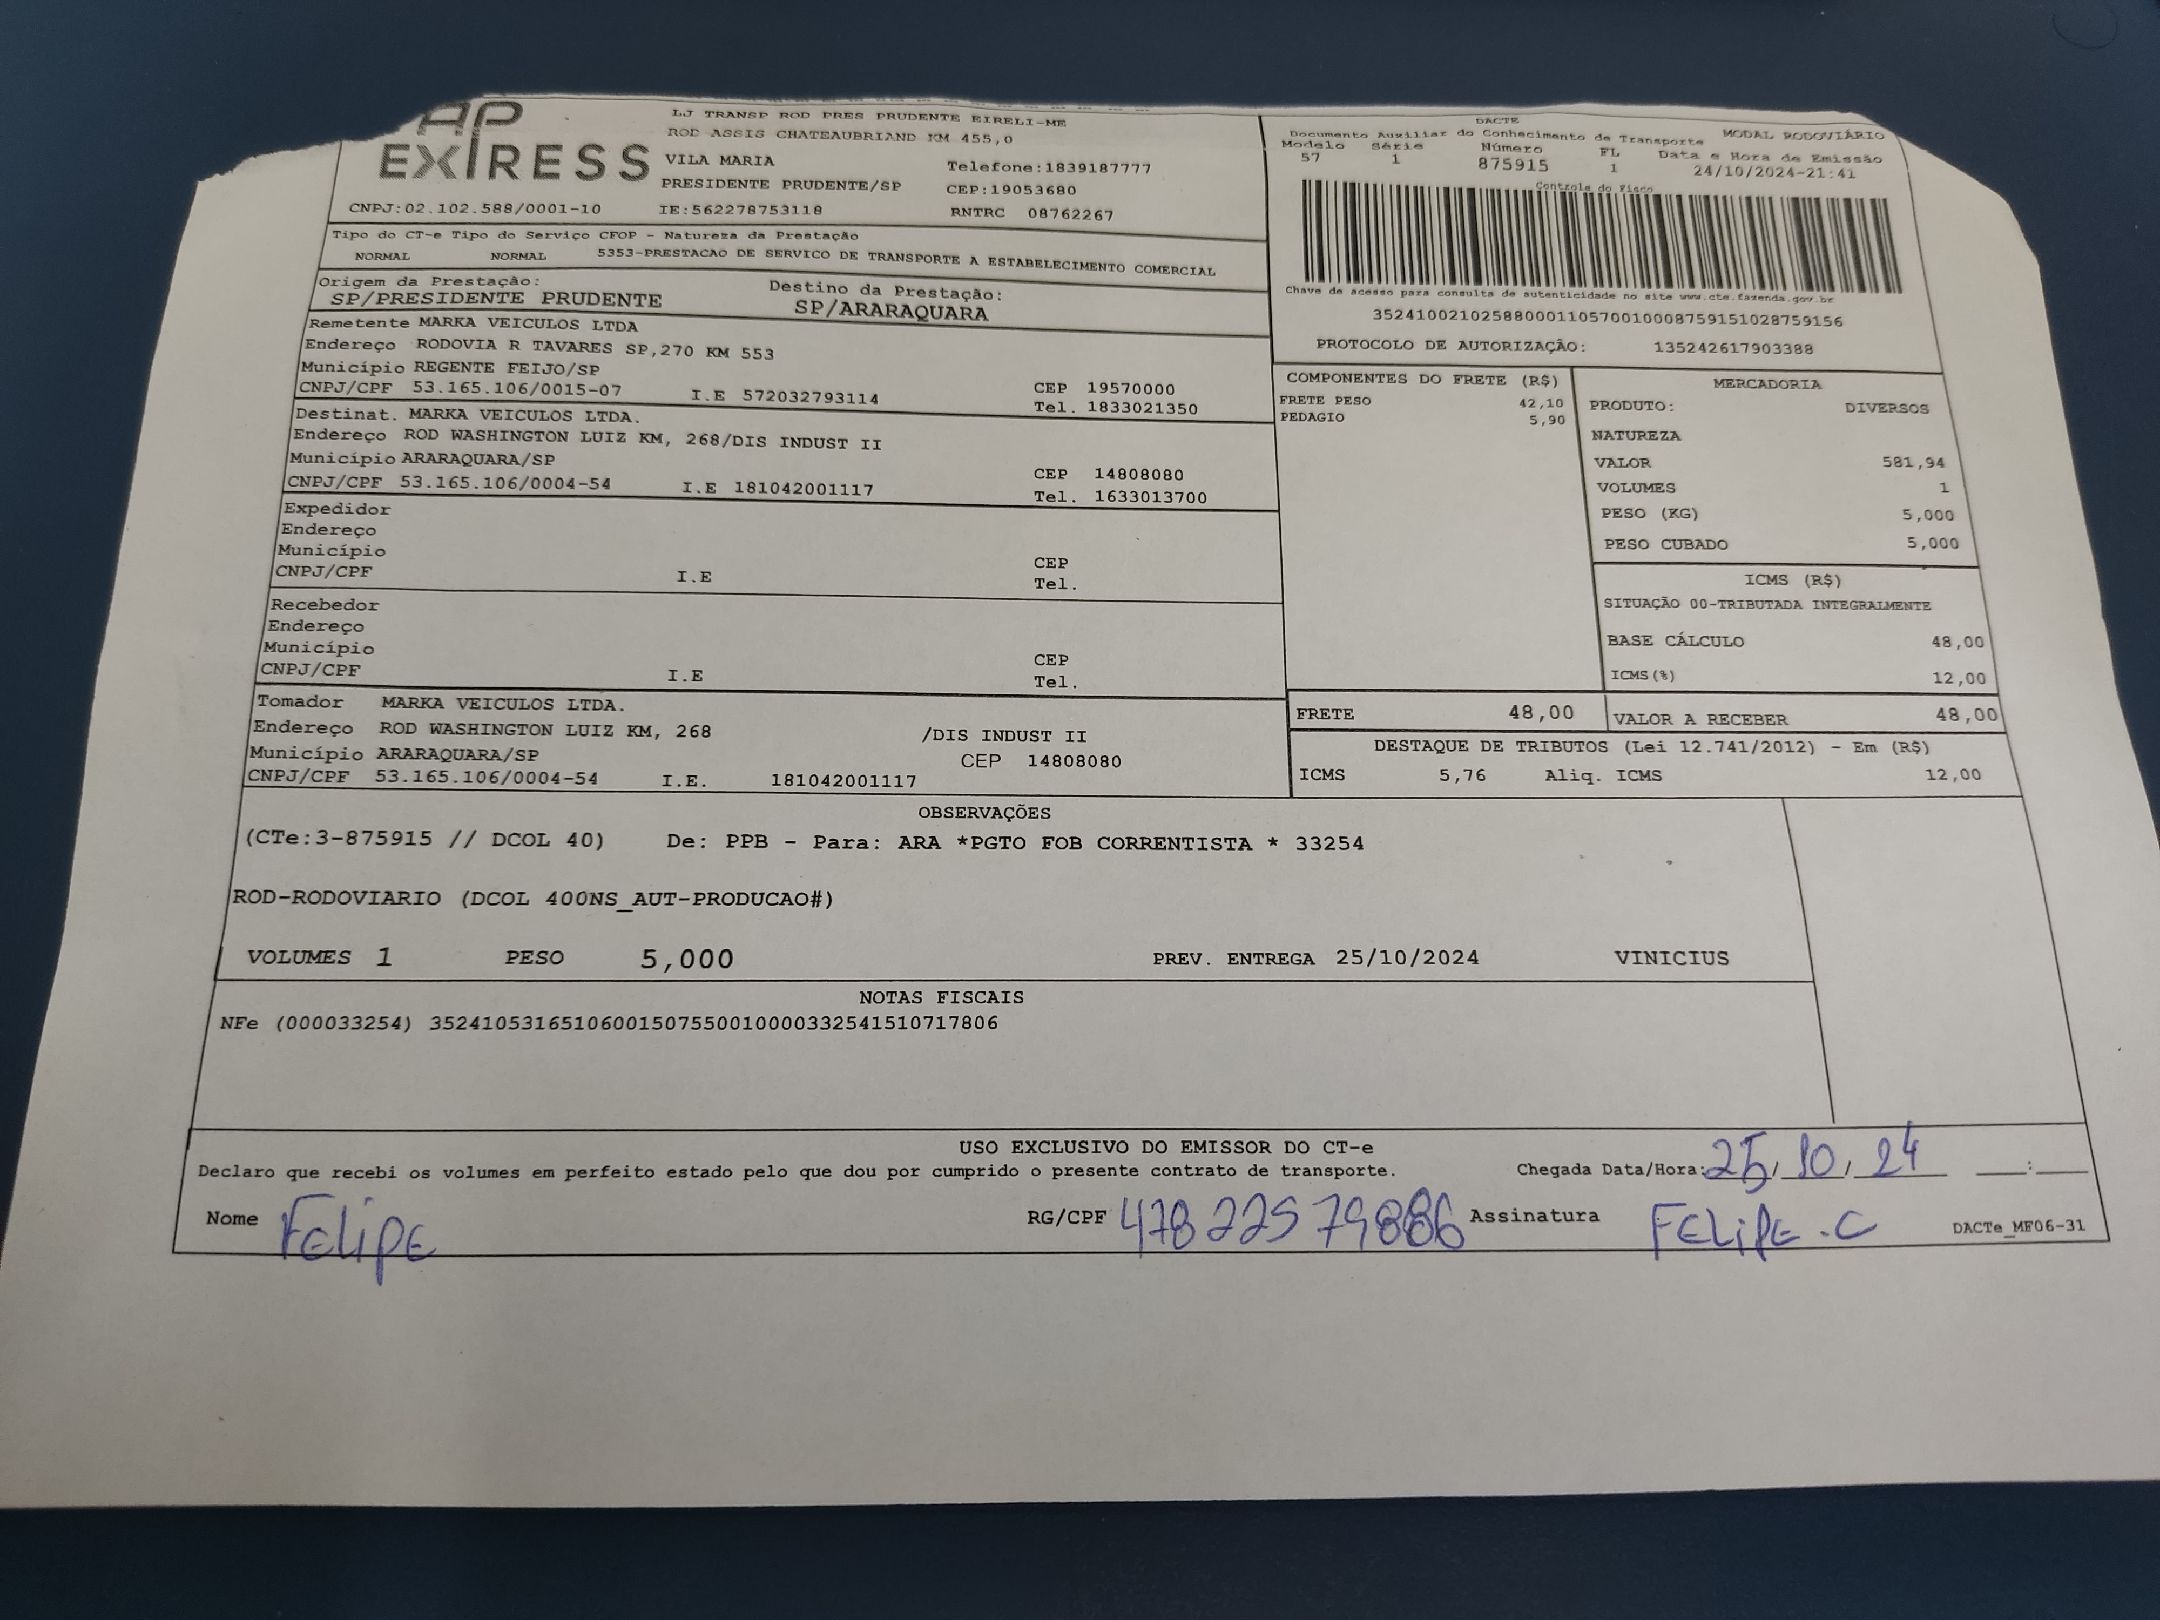 AP
EXPRESS
LJ TRANSP ROD PRES PRUDENTE EIRELI-ME
ROD ASSIS CHATEAUBRIAND KM 455,0
VILA MARIA Telefone:1839187777
PRESIDENTE PRUDENTE/SP CEP:19053680
CNPJ:02.102.588/0001-10 IE:562278753118 RNTRC 08762267
DACTE
Documento Auxiliar do Conhecimento de Transporte MODAL RODOVIÁRIO
Modelo Série Número FL Data e Hora de Emissão
57 1 875915 1 24/10/2024-21:41
Controle do Fisco
Chave de acesso para consulta de autenticidade no site www.cte.fazenda.gov.br
35241002102588000110570010008759151028759156
PROTOCOLO DE AUTORIZAÇÃO: 135242617903388
Tipo do CT-e Tipo do Serviço CFOP - Natureza da Prestação
NORMAL NORMAL 5353-PRESTACAO DE SERVICO DE TRANSPORTE A ESTABELECIMENTO COMERCIAL
Origem da Prestação: Destino da Prestação:
SP/PRESIDENTE PRUDENTE SP/ARARAQUARA
Remetente MARKA VEICULOS LTDA
Endereço RODOVIA R TAVARES SP,270 KM 553
Município REGENTE FEIJO/SP CEP 19570000
CNPJ/CPF 53.165.106/0015-07 I.E 572032793114 Tel. 1833021350
Destinat. MARKA VEICULOS LTDA.
Endereço ROD WASHINGTON LUIZ KM, 268/DIS INDUST II
Município ARARAQUARA/SP CEP 14808080
CNPJ/CPF 53.165.106/0004-54 I.E 181042001117 Tel. 1633013700
Expedidor
Endereço
Município CEP
CNPJ/CPF I.E Tel.
Recebedor
Endereço
Município CEP
CNPJ/CPF I.E Tel.
Tomador MARKA VEICULOS LTDA.
Endereço ROD WASHINGTON LUIZ KM, 268 /DIS INDUST II
Município ARARAQUARA/SP CEP 14808080
CNPJ/CPF 53.165.106/0004-54 I.E. 181042001117
COMPONENTES DO FRETE (R$)
FRETE PESO 42,10
PEDAGIO 5,90
MERCADORIA
PRODUTO: DIVERSOS
NATUREZA
VALOR 581,94
VOLUMES 1
PESO (KG) 5,000
PESO CUBADO 5,000
ICMS (R$)
SITUAÇÃO 00-TRIBUTADA INTEGRALMENTE
BASE CÁLCULO 48,00
ICMS(%) 12,00
FRETE 48,00 VALOR A RECEBER 48,00
DESTAQUE DE TRIBUTOS (Lei 12.741/2012) - Em (R$)
ICMS 5,76 Aliq. ICMS 12,00
OBSERVAÇÕES
(CTe:3-875915 // DCOL 40) De: PPB - Para: ARA *PGTO FOB CORRENTISTA * 33254
ROD-RODOVIARIO (DCOL 400NS_AUT-PRODUCAO#)
VOLUMES 1 PESO 5,000 PREV. ENTREGA 25/10/2024 VINICIUS
NOTAS FISCAIS
NFe (000033254) 35241053165106001507550010000332541510717806
USO EXCLUSIVO DO EMISSOR DO CT-e
Declaro que recebi os volumes em perfeito estado pelo que dou por cumprido o presente contrato de transporte. Chegada Data/Hora: 25/10/24 __:__
Nome FELIPE RG/CPF 47822579886 Assinatura FELIPE.C DACTe_MF06-31